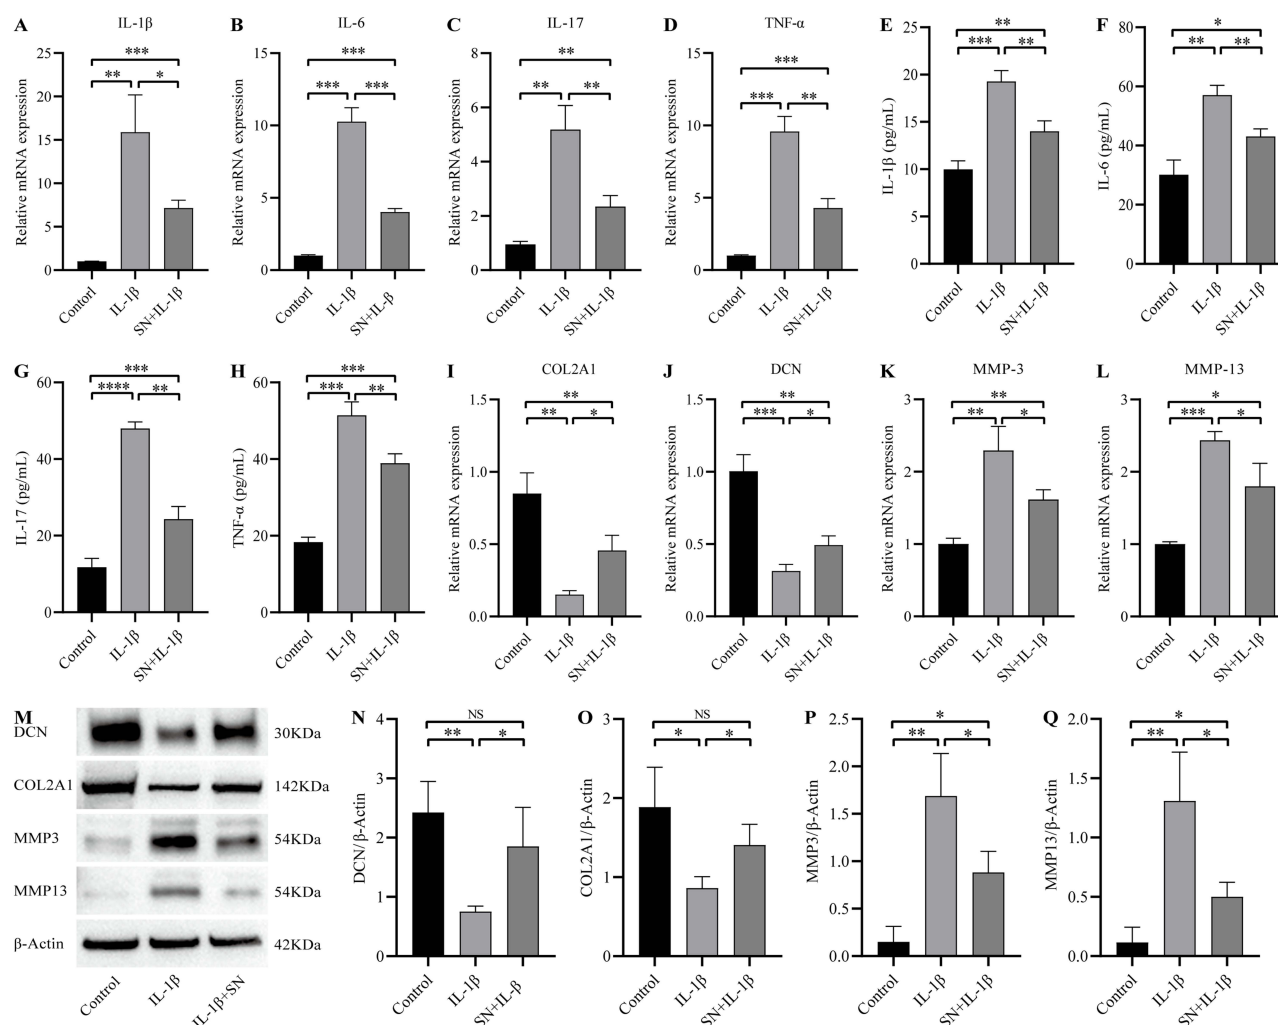 A IL-1β
Relative mRNA expression
25
20
15
10
5
0
***
** *
Contorl IL-1β SN+IL-1β
B IL-6
Relative mRNA expression
15
10
5
0
***
*** ***
Contorl IL-1β SN+IL-β
C IL-17
Relative mRNA expression
8
6
4
2
0
**
** **
Contorl IL-1β SN+IL-1β
D TNF-α
Relative mRNA expression
15
10
5
0
***
*** **
Contorl IL-1β SN+IL-1β
E
IL-1β (pg/mL)
25
20
15
10
5
0
**
*** **
Control IL-1β SN+IL-1β
F
IL-6 (pg/mL)
80
60
40
20
0
*
** **
Control IL-1β SN+IL-1β
G
IL-17 (pg/mL)
60
40
20
0
***
**** **
Control IL-1β SN+IL-1β
H
TNF-α (pg/mL)
60
40
20
0
***
*** **
Control IL-1β SN+IL-1β
I COL2A1
Relative mRNA expression
1.5
1.0
0.5
0.0
**
** *
Control IL-1β SN+IL-1β
J DCN
Relative mRNA expression
1.5
1.0
0.5
0.0
**
*** *
Control IL-1β SN+IL-1β
K MMP-3
Relative mRNA expression
3
2
1
0
**
** *
Control IL-1β SN+IL-1β
L MMP-13
Relative mRNA expression
3
2
1
0
*
*** *
Control IL-1β SN+IL-1β
M
DCN 30KDa
COL2A1 142KDa
MMP3 54KDa
MMP13 54KDa
β-Actin 42KDa
Control IL-1β IL-1β+SN
N
DCN/β-Actin
4
3
2
1
0
NS
** *
Control IL-1β SN+IL-β
O
COL2A1/β-Actin
3
2
1
0
NS
* *
Control IL-1β SN+IL-1β
P
MMP3/β-Actin
2.5
2.0
1.5
1.0
0.5
0.0
*
** *
Control IL-1β SN+IL-1β
Q
MMP13/β-Actin
2.0
1.5
1.0
0.5
0.0
*
** *
Control IL-1β SN+IL-1β